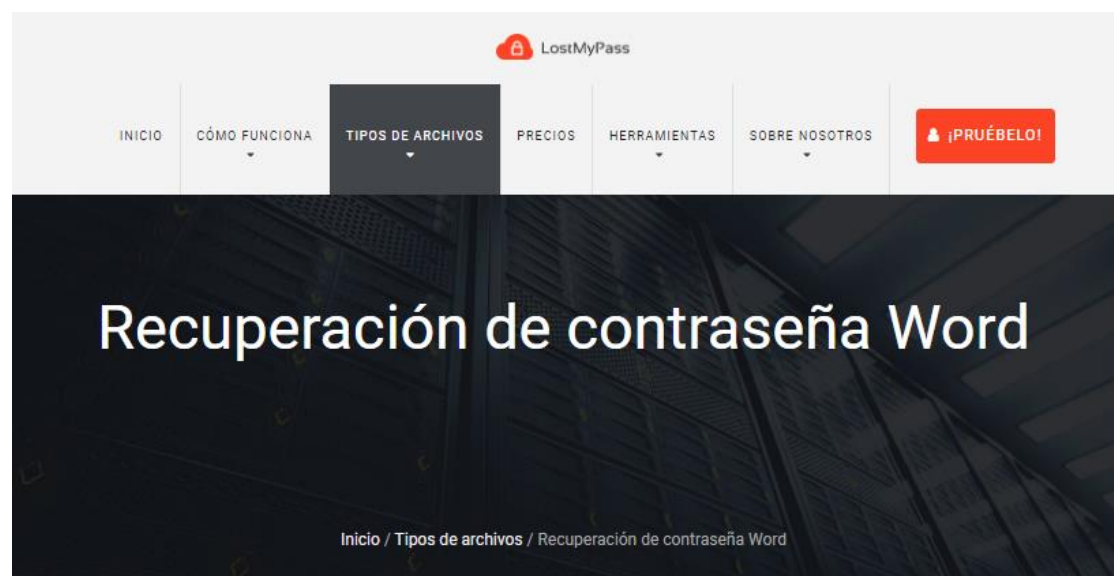 LostMyPass
INICIO CÓMO FUNCIONA TIPOS DE ARCHIVOS PRECIOS HERRAMIENTAS SOBRE NOSOTROS ¡PRUÉBELO!
Recuperación de contraseña Word
Inicio / Tipos de archivos / Recuperación de contraseña Word